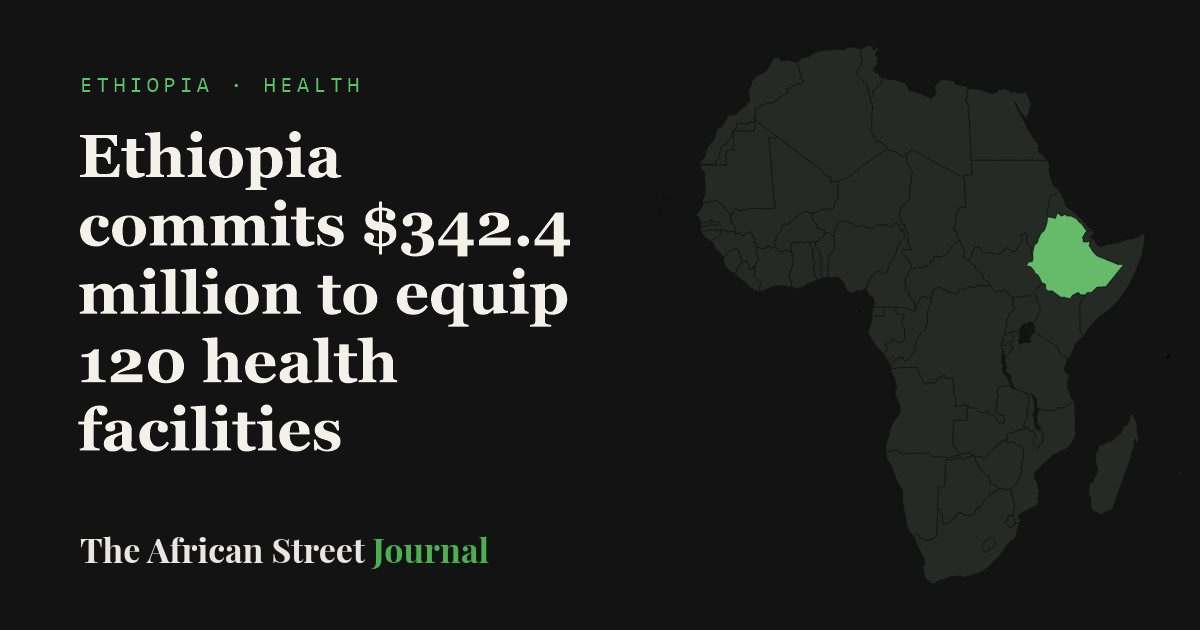 ETHIOPIA · HEALTH
Ethiopia
commits $342.4
million to equip
120 health
facilities
The African Street Journal